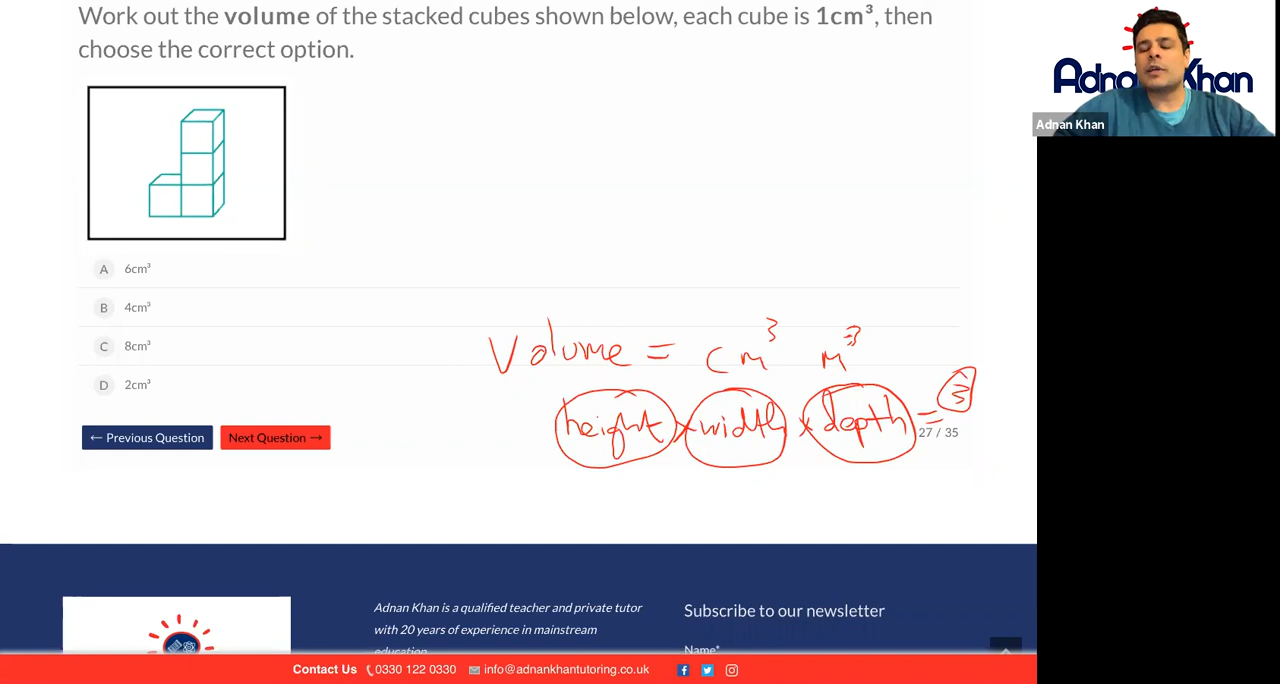 Work out the volume of the stacked cubes shown below, each cube is 1cm³, then
choose the correct option.
Adnan Khan
Adnan Khan
A 6cm³
B 4cm³
C 8cm³
D 2cm³
Volume = cm³ m³
height × width × depth = 3
← Previous Question
Next Question →
27 / 35
Adnan Khan is a qualified teacher and private tutor
with 20 years of experience in mainstream
education
Subscribe to our newsletter
Name*
Contact Us 0330 122 0330 info@adnankhantutoring.co.uk